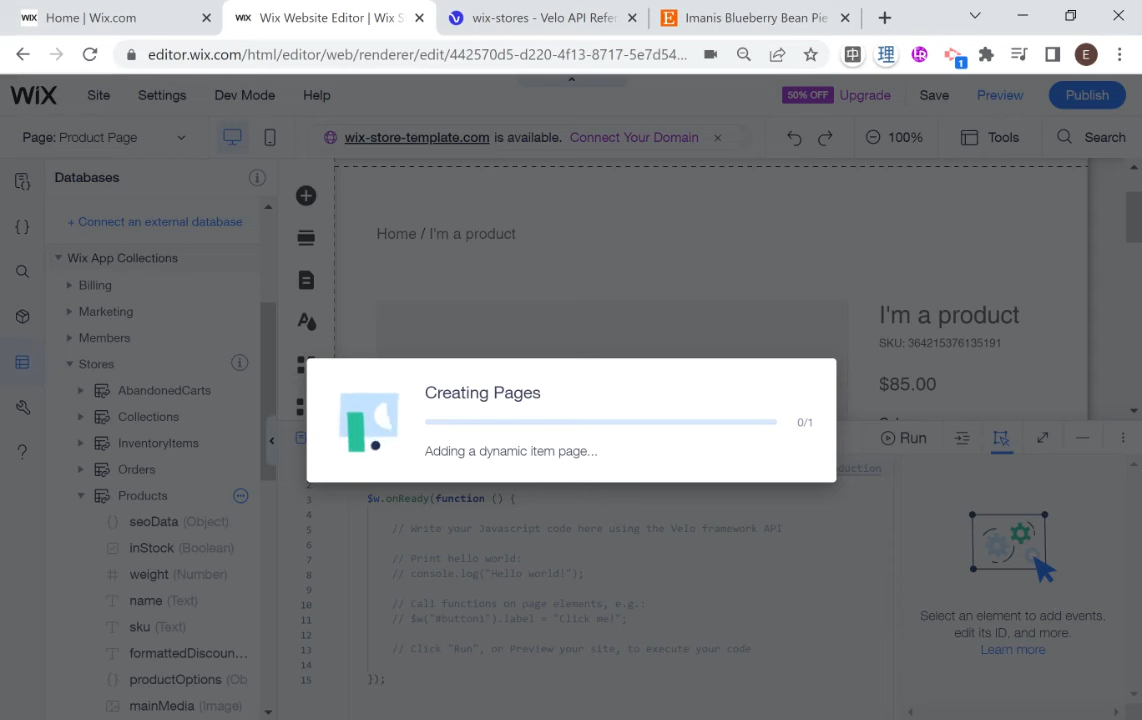 Home | Wix.com
Wix Website Editor | Wix S
wix-stores - Velo API Refer
Imanis Blueberry Bean Pie
editor.wix.com/html/editor/web/renderer/edit/442570d5-d220-4f13-8717-5e7d54...
1
E
WiX
Site
Settings
Dev Mode
Help
50% OFF
Upgrade
Save
Preview
Publish
Page: Product Page
wix-store-template.com is available. Connect Your Domain
100%
Tools
Search
Databases
+ Connect an external database
Wix App Collections
Billing
Marketing
Members
Stores
AbandonedCarts
Collections
InventoryItems
Orders
Products
seoData (Object)
inStock (Boolean)
weight (Number)
name (Text)
sku (Text)
formattedDiscoun...
productOptions (Ob
mainMedia (Image)
Home / I'm a product
I'm a product
SKU: 364215376135191
$85.00
Creating Pages
0/1
Adding a dynamic item page...
Run
3 $w.onReady(function () {
4
5 // Write your Javascript code here using the Velo framework API
6
7 // Print hello world:
8 // console.log("Hello world!");
9
10 // Call functions on page elements, e.g.:
11 // $w("#button1").label = "Click me!";
12
13 // Click "Run", or Preview your site, to execute your code
14
15 });
Select an element to add events,
edit its ID, and more.
Learn more